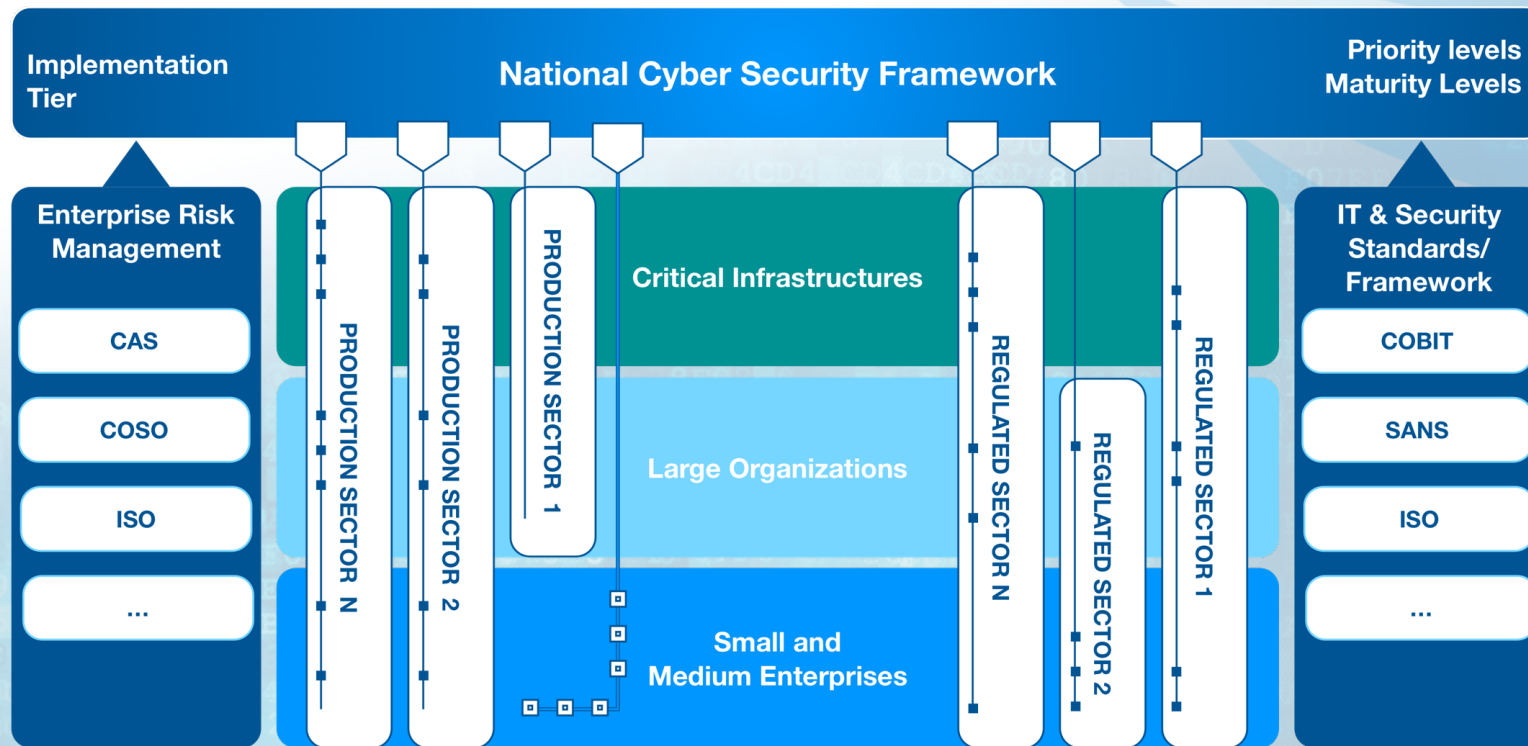 Implementation
Tier
National Cyber Security Framework
Priority levels
Maturity Levels
Enterprise Risk
Management
CAS
COSO
ISO
...
PRODUCTION SECTOR N
PRODUCTION SECTOR 2
PRODUCTION SECTOR 1
Critical Infrastructures
Large Organizations
Small and
Medium Enterprises
REGULATED SECTOR N
REGULATED SECTOR 2
REGULATED SECTOR 1
IT & Security
Standards/
Framework
COBIT
SANS
ISO
...